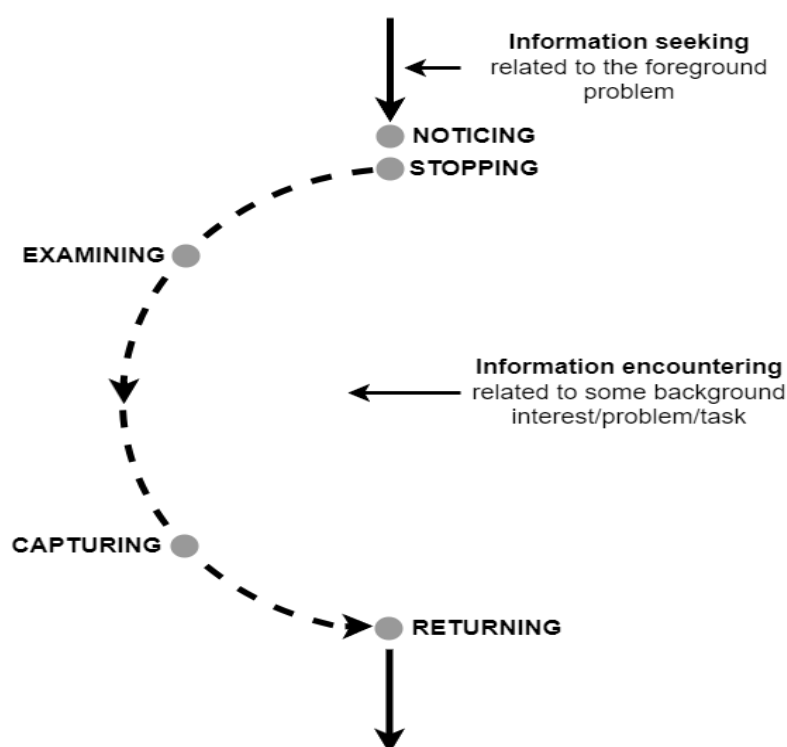 Information seeking
related to the foreground
problem
NOTICING
STOPPING
EXAMINING
Information encountering
related to some background
interest/problem/task
CAPTURING
RETURNING